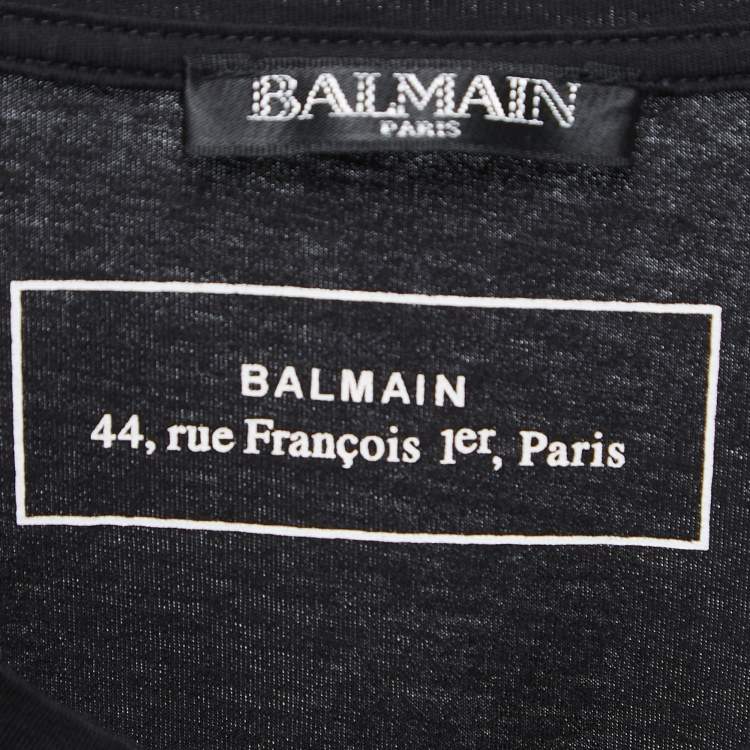 BALMAIN
PARIS
BALMAIN
44, rue François 1er, Paris